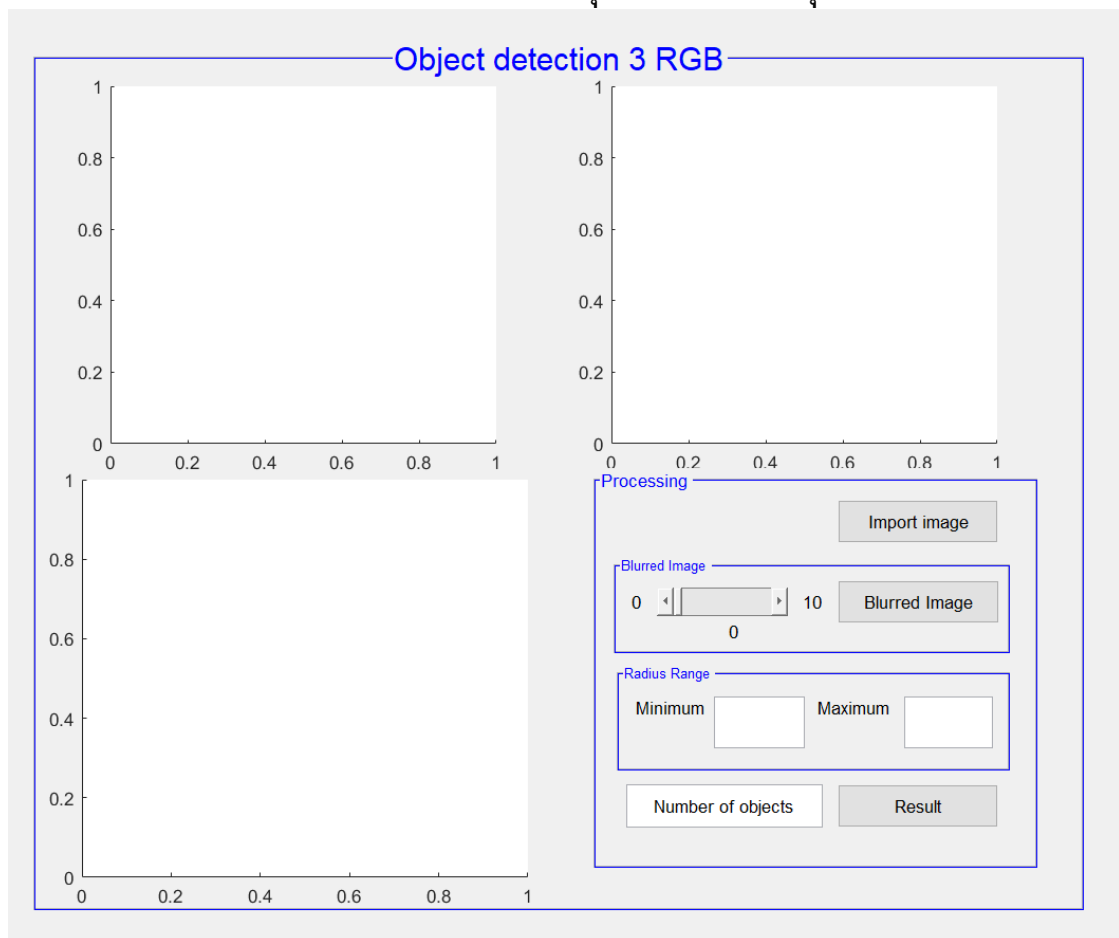 Object detection 3 RGB
1
0.8
0.6
0.4
0.2
0
0 0.2 0.4 0.6 0.8 1
1
0.8
0.6
0.4
0.2
0
0 0.2 0.4 0.6 0.8 1
1
0.8
0.6
0.4
0.2
0
0 0.2 0.4 0.6 0.8 1
Processing
Import image
Blurred Image
0 10 Blurred Image
0
Radius Range
Minimum Maximum
Number of objects Result